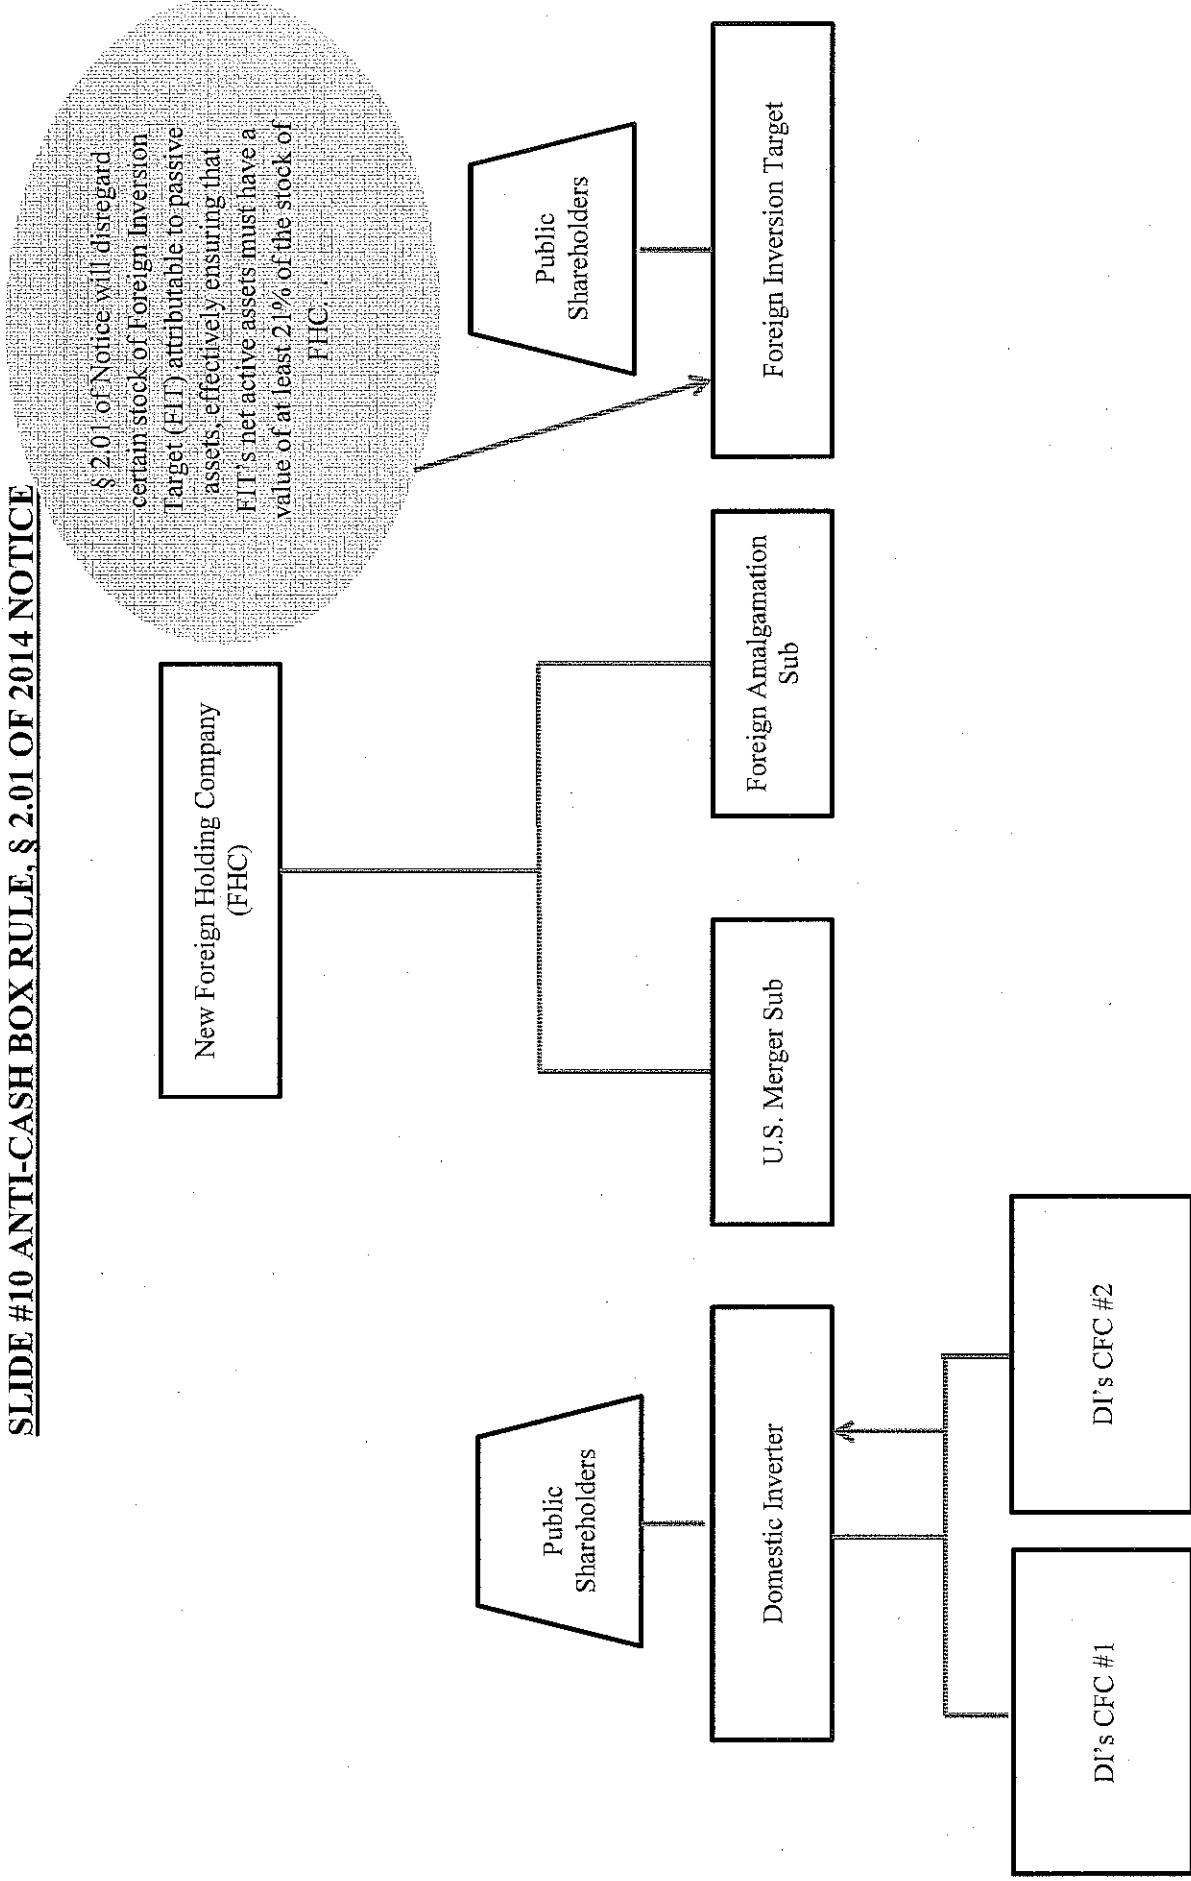 SLIDE #10 ANTI-CASH BOX RULE, § 2.01 OF 2014 NOTICE
§ 2.01 of Notice will disregard
certain stock of Foreign Inversion
Target (FIT) attributable to passive
assets, effectively ensuring that
FIT's net active assets must have a
value of at least 21% of the stock of
FHC.
New Foreign Holding Company
(FHC)
Public
Shareholders
Public
Shareholders
Domestic Inverter
U.S. Merger Sub
Foreign Amalgamation
Sub
Foreign Inversion Target
DI's CFC #1
DI's CFC #2